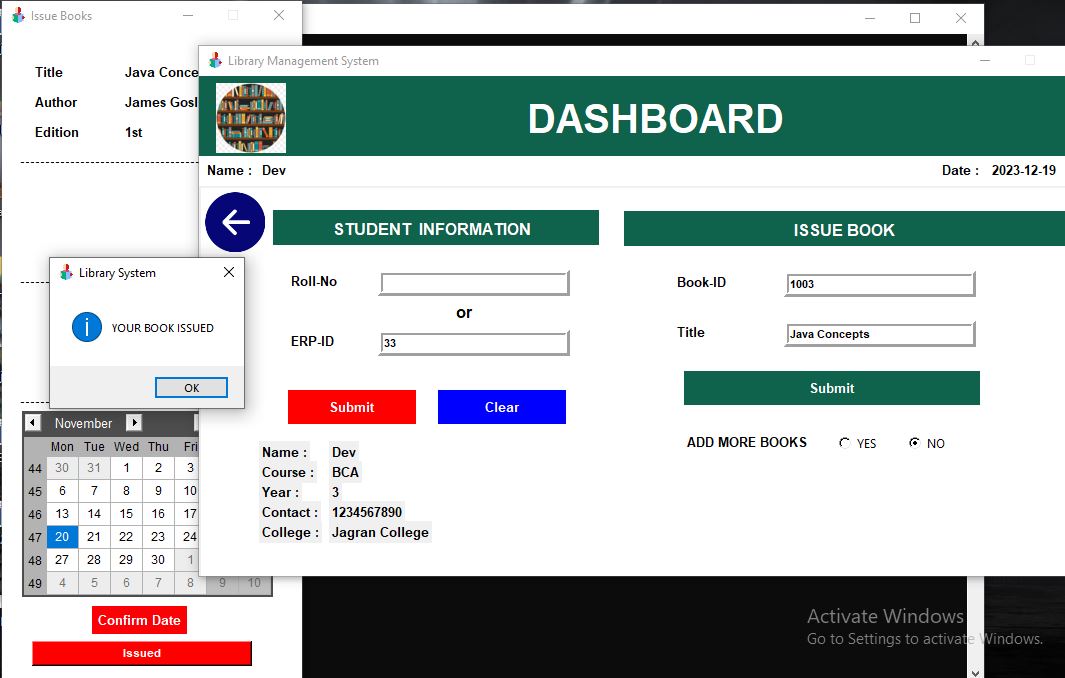 Issue Books
Title Java Conce
Author James Gosl
Edition 1st
Library System
YOUR BOOK ISSUED
OK
November
Mon Tue Wed Thu Fri
44 30 31 1 2 3
45 6 7 8 9 10
46 13 14 15 16 17
47 20 21 22 23 24
48 27 28 29 30 1
49 4 5 6 7 8 9 10
Confirm Date
Issued
Library Management System
DASHBOARD
Name : Dev
Date : 2023-12-19
STUDENT INFORMATION
Roll-No
or
ERP-ID 33
Submit Clear
Name : Dev
Course : BCA
Year : 3
Contact : 1234567890
College : Jagran College
ISSUE BOOK
Book-ID 1003
Title Java Concepts
Submit
ADD MORE BOOKS YES NO
Activate Windows
Go to Settings to activate Windows.